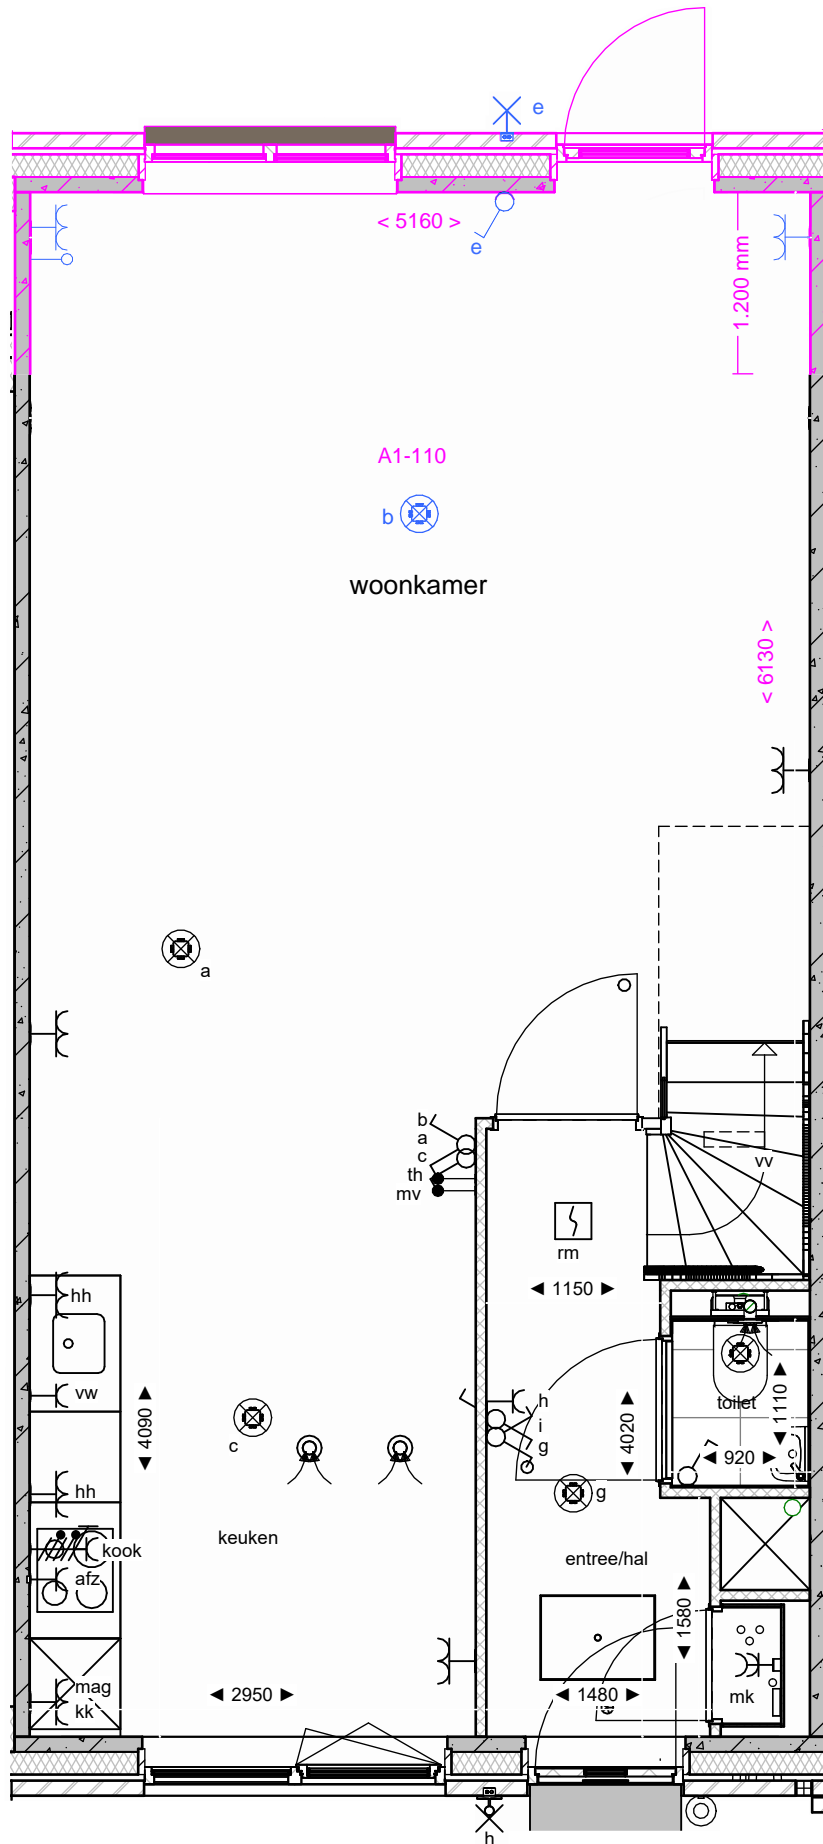 e
< 5160 >
e
1.200 mm
A1-110
b
woonkamer
< 6130 >
a
b
a
c
th
mv
vv
rm
◄ 1150 ►
hh
vw
◄ 4090 ►
c
h
i
g
◄ 4020 ►
toilet
◄ 1110 ►
◄ 920 ►
hh
g
keuken
kook
afz
entree/hal
◄ 1580 ►
mag
kk
◄ 2950 ►
◄ 1480 ►
mk
h